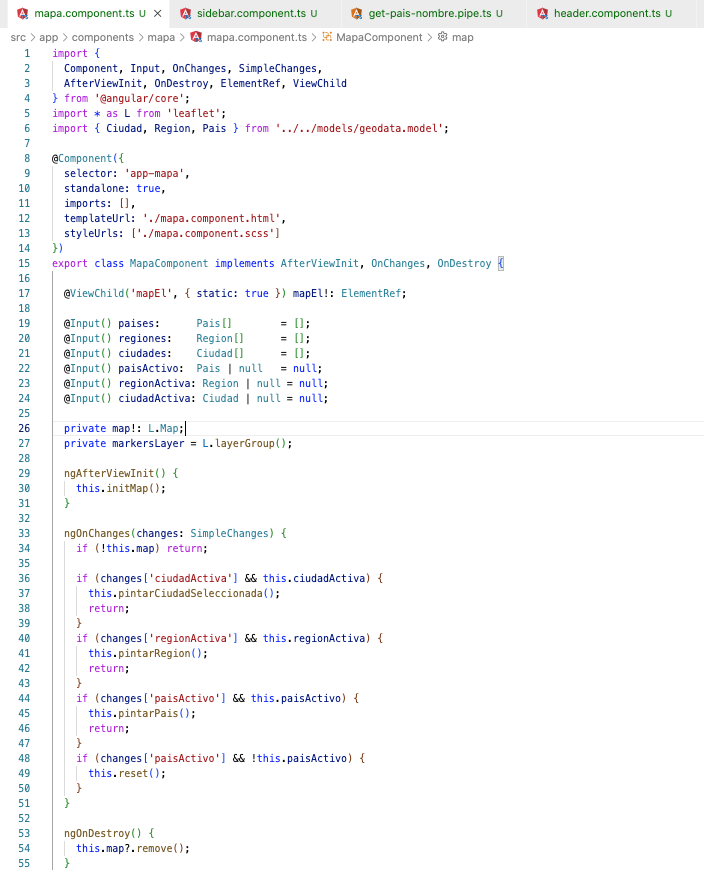 mapa.component.ts U sidebar.component.ts U get-pais-nombre.pipe.ts U header.component.ts U
src > app > components > mapa > mapa.component.ts > MapaComponent > map
1 import {
2   Component, Input, OnChanges, SimpleChanges,
3   AfterViewInit, OnDestroy, ElementRef, ViewChild
4 } from '@angular/core';
5 import * as L from 'leaflet';
6 import { Ciudad, Region, Pais } from '../../models/geodata.model';
7
8 @Component({
9   selector: 'app-mapa',
10   standalone: true,
11   imports: [],
12   templateUrl: './mapa.component.html',
13   styleUrls: ['./mapa.component.scss']
14 })
15 export class MapaComponent implements AfterViewInit, OnChanges, OnDestroy {
16
17   @ViewChild('mapEl', { static: true }) mapEl!: ElementRef;
18
19   @Input() paises:      Pais[]        = [];
20   @Input() regiones:    Region[]      = [];
21   @Input() ciudades:    Ciudad[]      = [];
22   @Input() paisActivo:  Pais | null   = null;
23   @Input() regionActiva: Region | null = null;
24   @Input() ciudadActiva: Ciudad | null = null;
25
26   private map!: L.Map;
27   private markersLayer = L.layerGroup();
28
29   ngAfterViewInit() {
30     this.initMap();
31   }
32
33   ngOnChanges(changes: SimpleChanges) {
34     if (!this.map) return;
35
36     if (changes['ciudadActiva'] && this.ciudadActiva) {
37       this.pintarCiudadSeleccionada();
38       return;
39     }
40     if (changes['regionActiva'] && this.regionActiva) {
41       this.pintarRegion();
42       return;
43     }
44     if (changes['paisActivo'] && this.paisActivo) {
45       this.pintarPais();
46       return;
47     }
48     if (changes['paisActivo'] && !this.paisActivo) {
49       this.reset();
50     }
51   }
52
53   ngOnDestroy() {
54     this.map?.remove();
55   }